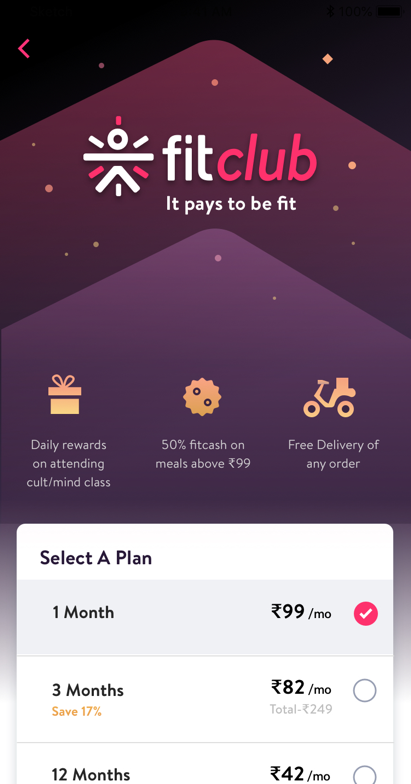 100%
fitclub
It pays to be fit
Daily rewards
on attending
cult/mind class
50% fitcash on
meals above ₹99
Free Delivery of
any order
Select A Plan
1 Month
₹99 /mo
3 Months
₹82 /mo
Save 17%
Total-₹249
12 Months
₹42 /mo